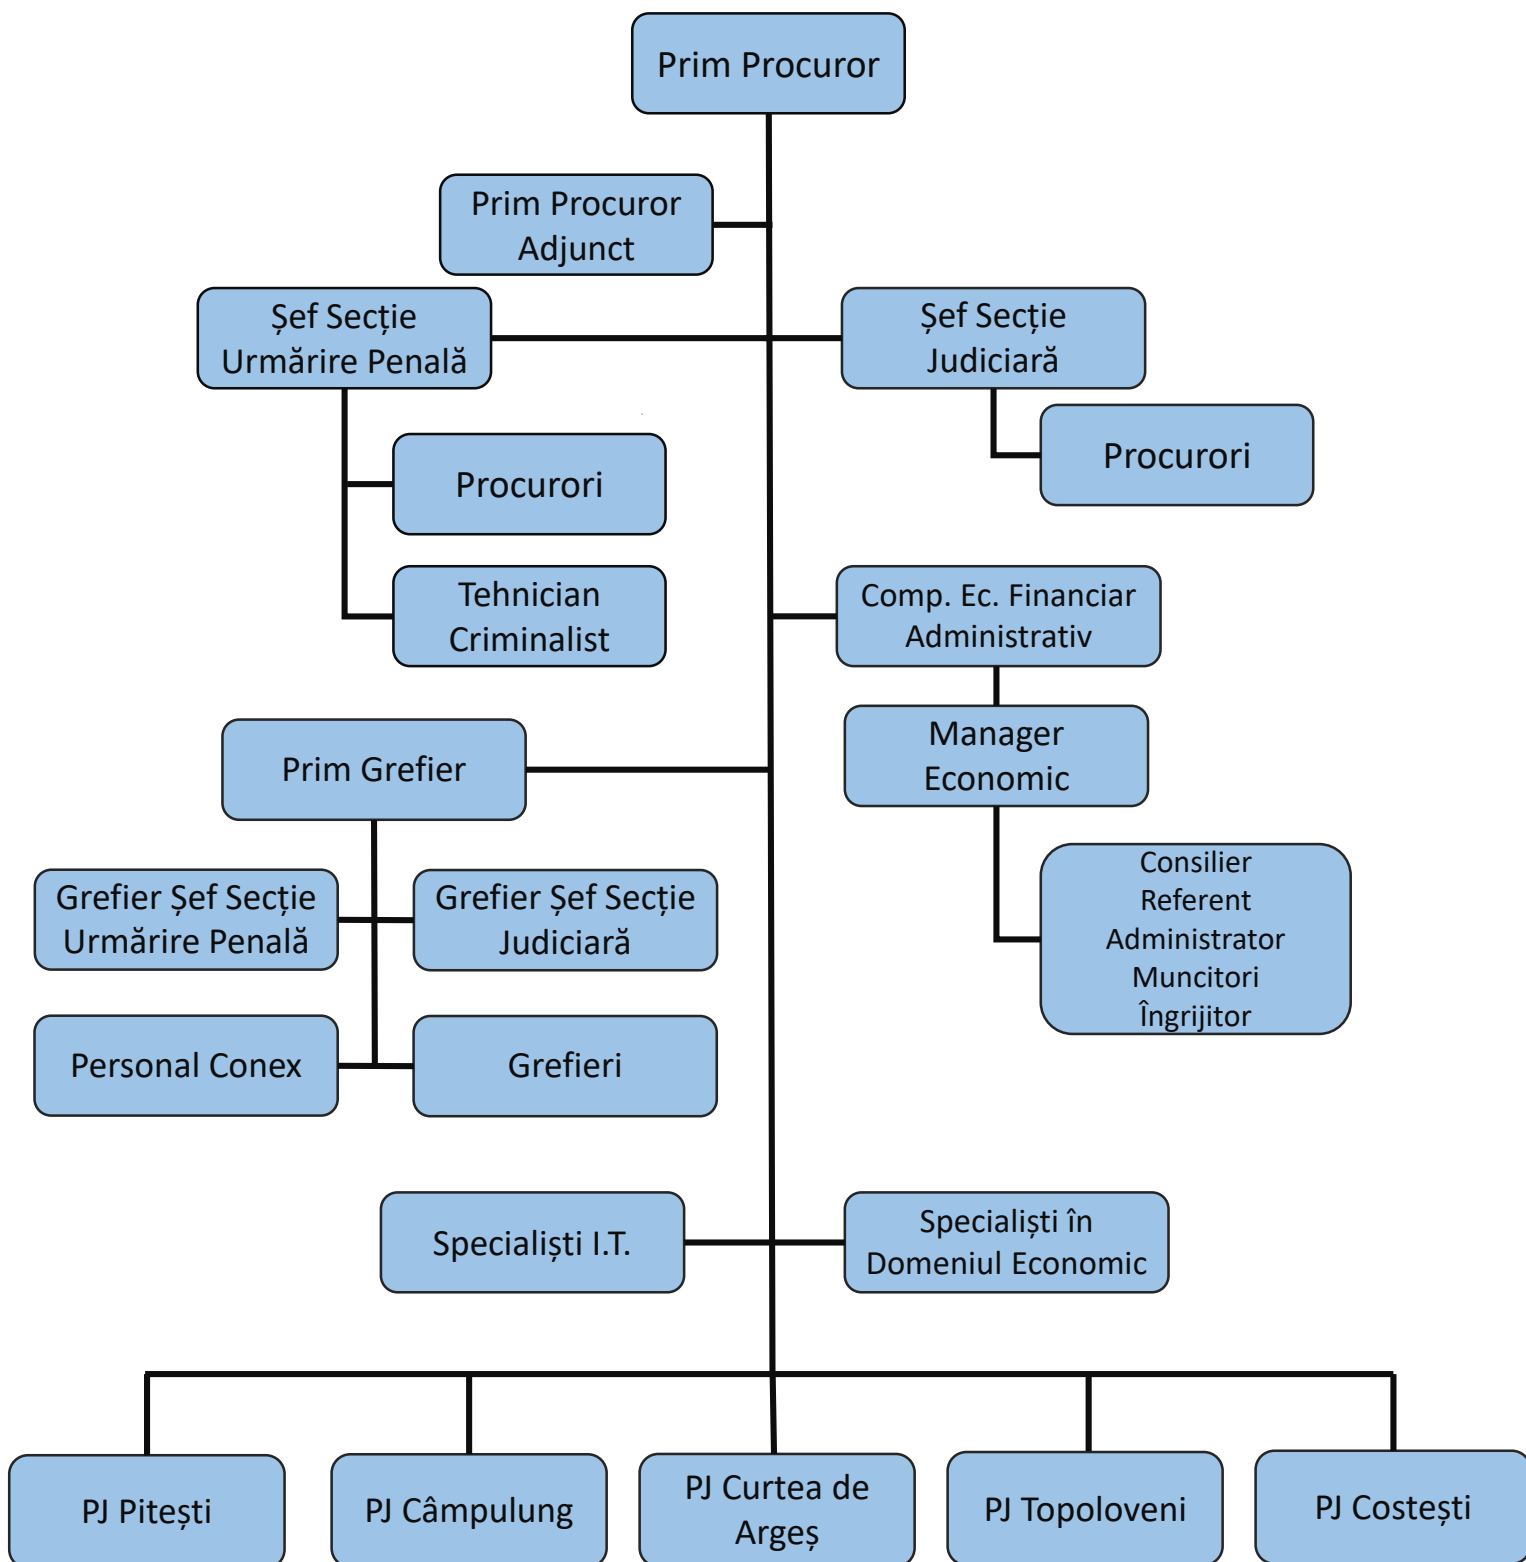 Prim Procuror
Prim Procuror
Adjunct
Șef Secție
Urmărire Penală
Șef Secție
Judiciară
Procurori
Procurori
Tehnician
Criminalist
Comp. Ec. Financiar
Administrativ
Manager
Economic
Prim Grefier
Consilier
Referent
Administrator
Muncitori
Îngrijitor
Grefier Șef Secție
Urmărire Penală
Grefier Șef Secție
Judiciară
Personal Conex
Grefieri
Specialiști I.T.
Specialiști în
Domeniul Economic
PJ Pitești
PJ Câmpulung
PJ Curtea de
Argeș
PJ Topoloveni
PJ Costești